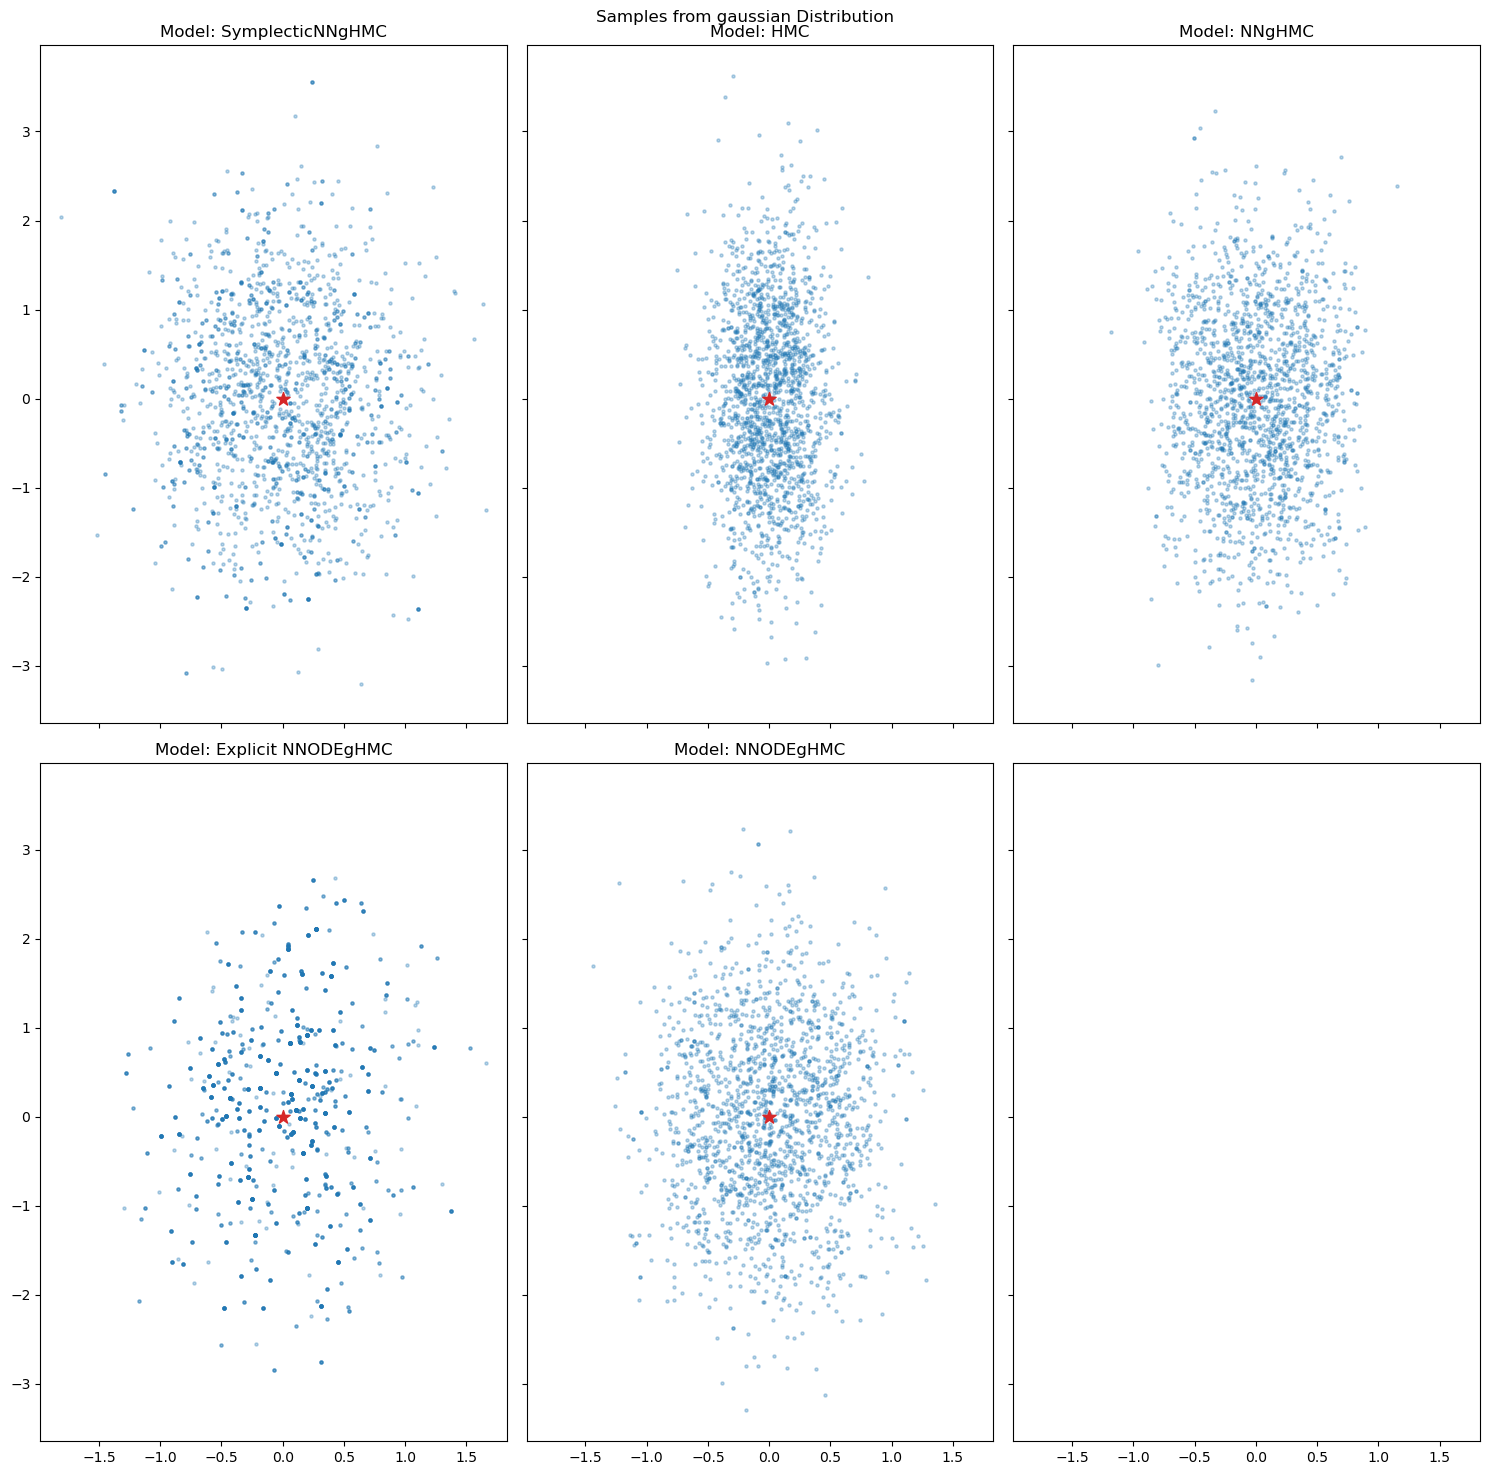 Samples from gaussian Distribution
Model: SymplecticNNgHMC
Model: HMC
Model: NNgHMC
3
2
1
0
−1
−2
−3
Model: Explicit NNODEgHMC
Model: NNODEgHMC
3
2
1
0
−1
−2
−3
−1.5 −1.0 −0.5 0.0 0.5 1.0 1.5
−1.5 −1.0 −0.5 0.0 0.5 1.0 1.5
−1.5 −1.0 −0.5 0.0 0.5 1.0 1.5